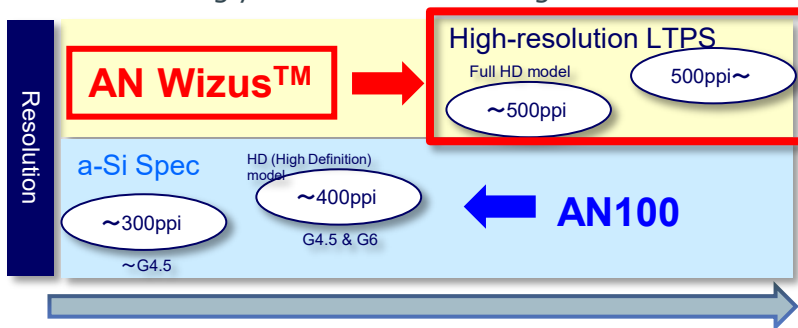 Resolution
AN Wizus™
High-resolution LTPS
Full HD model
～500ppi
500ppi～
a-Si Spec
～300ppi
～G4.5
HD (High Definition)
model
～400ppi
G4.5 & G6
AN100